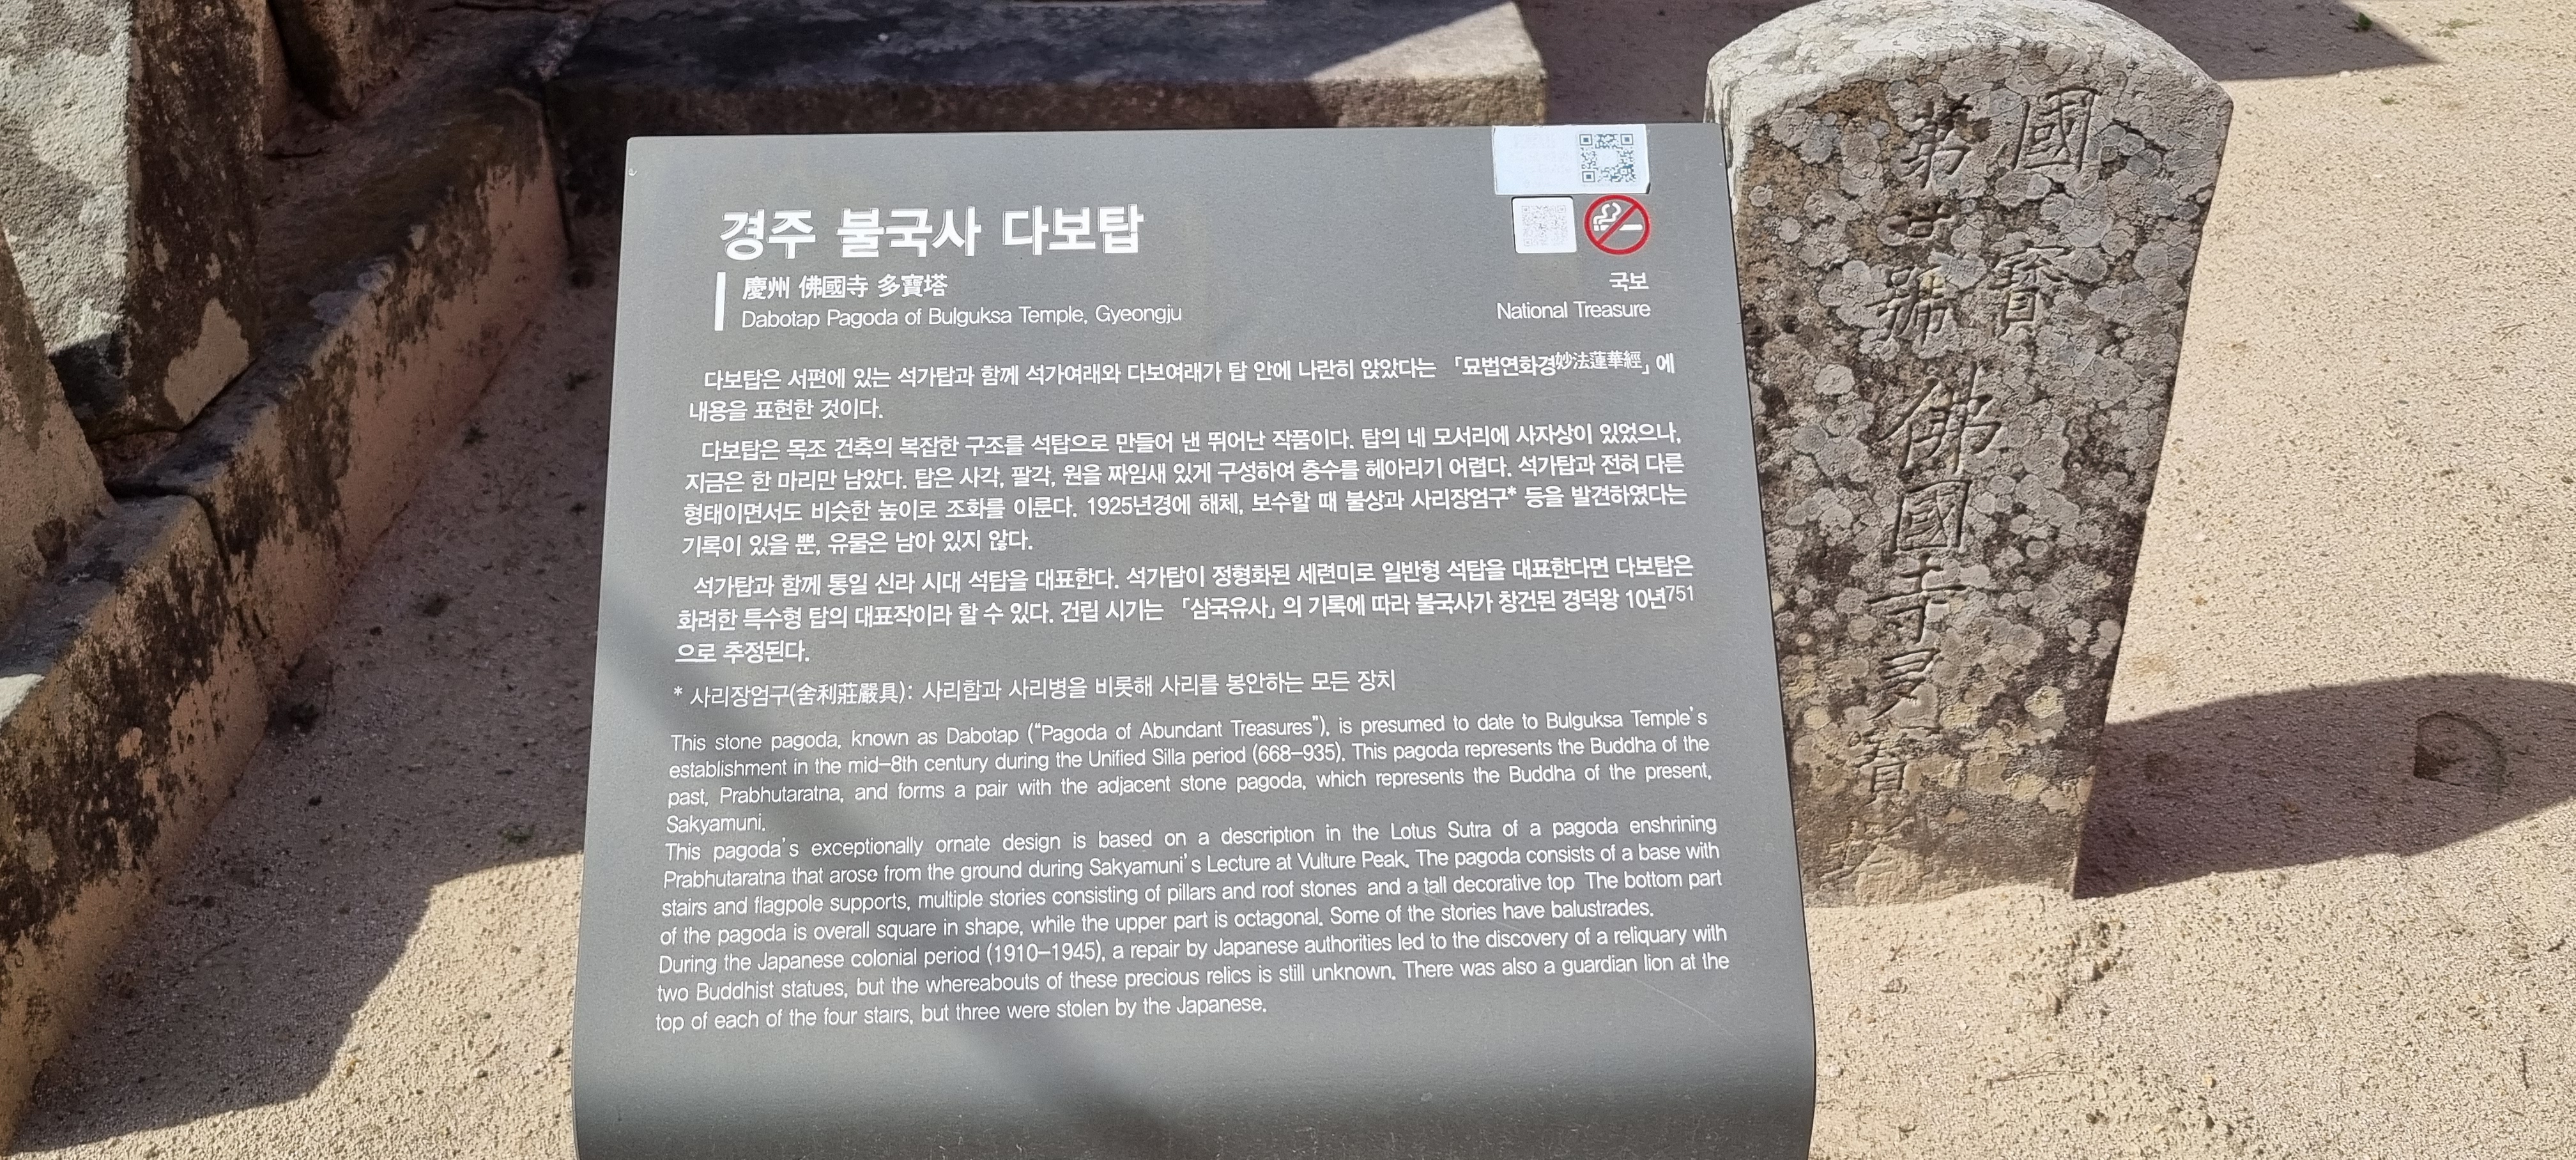 경주 불국사 다보탑
慶州 佛國寺 多寶塔
Dabotap Pagoda of Bulguksa Temple, Gyeongju
국보
National Treasure
다보탑은 서편에 있는 석가탑과 함께 석가여래와 다보여래가 탑 안에 나란히 앉았다는 「묘법연화경妙法蓮華經」에
내용을 표현한 것이다.
다보탑은 목조 건축의 복잡한 구조를 석탑으로 만들어 낸 뛰어난 작품이다. 탑의 네 모서리에 사자상이 있었으나,
지금은 한 마리만 남았다. 탑은 사각, 팔각, 원을 짜임새 있게 구성하여 층수를 헤아리기 어렵다. 석가탑과 전혀 다른
형태이면서도 비슷한 높이로 조화를 이룬다. 1925년경에 해체, 보수할 때 불상과 사리장엄구* 등을 발견하였다는
기록이 있을 뿐, 유물은 남아 있지 않다.
석가탑과 함께 통일 신라 시대 석탑을 대표한다. 석가탑이 정형화된 세련미로 일반형 석탑을 대표한다면 다보탑은
화려한 특수형 탑의 대표작이라 할 수 있다. 건립 시기는 「삼국유사」의 기록에 따라 불국사가 창건된 경덕왕 10년751
으로 추정된다.
* 사리장엄구(舍利莊嚴具): 사리함과 사리병을 비롯해 사리를 봉안하는 모든 장치
This stone pagoda, known as Dabotap (“Pagoda of Abundant Treasures”), is presumed to date to Bulguksa Temple's
establishment in the mid-8th century during the Unified Silla period (668-935). This pagoda represents the Buddha of the
past, Prabhutaratna, and forms a pair with the adjacent stone pagoda, which represents the Buddha of the present,
Sakyamuni.
This pagoda's exceptionally ornate design is based on a description in the Lotus Sutra of a pagoda enshrining
Prabhutaratna that arose from the ground during Sakyamuni's Lecture at Vulture Peak. The pagoda consists of a base with
stairs and flagpole supports, multiple stories consisting of pillars and roof stones and a tall decorative top The bottom part
of the pagoda is overall square in shape, while the upper part is octagonal. Some of the stories have balustrades.
During the Japanese colonial period (1910-1945), a repair by Japanese authorities led to the discovery of a reliquary with
two Buddhist statues, but the whereabouts of these precious relics is still unknown. There was also a guardian lion at the
top of each of the four stairs, but three were stolen by the Japanese.
國寶
第 號 佛國寺多寶